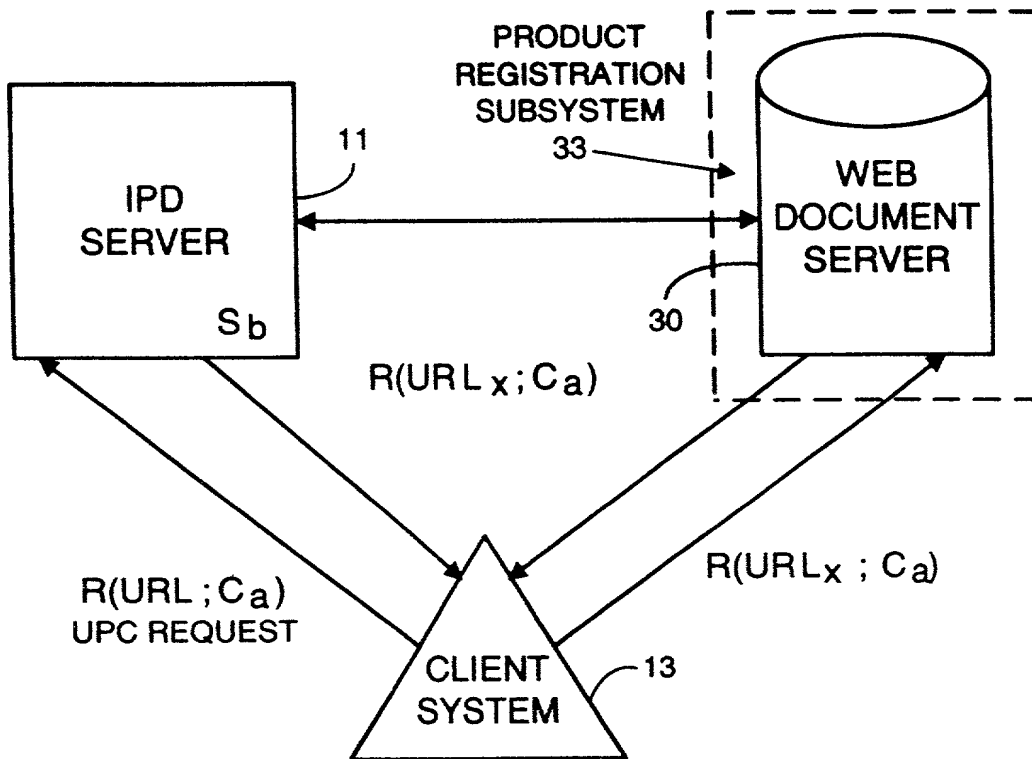 PRODUCT
REGISTRATION
SUBSYSTEM
33
11
IPD
SERVER
Sb
WEB
DOCUMENT
SERVER
30
R(URLx; Ca)
R(URL; Ca)
UPC REQUEST
R(URLx; Ca)
CLIENT
SYSTEM
13